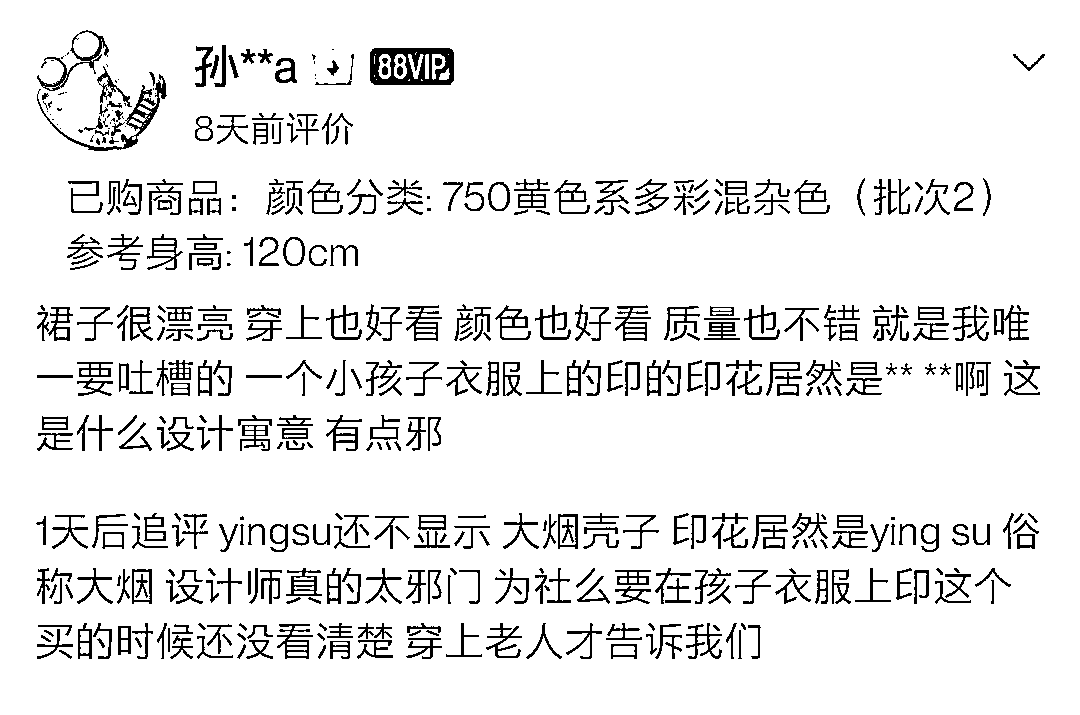 孙**a 88VIP
8天前评价
已购商品：颜色分类: 750黄色系多彩混杂色（批次2）
参考身高: 120cm
裙子很漂亮 穿上也好看 颜色也好看 质量也不错 就是我唯
一要吐槽的 一个小孩子衣服上的印的印花居然是** **啊 这
是什么设计寓意 有点邪
1天后追评 yingsu还不显示 大烟壳子 印花居然是ying su 俗
称大烟 设计师真的太邪门 为社么要在孩子衣服上印这个
买的时候还没看清楚 穿上老人才告诉我们